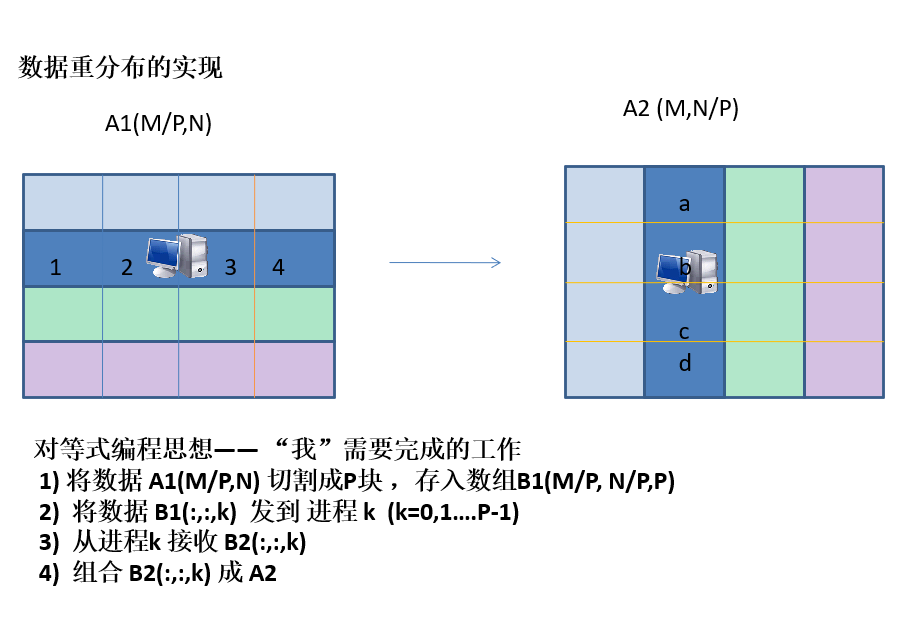 数据重分布的实现
A1(M/P,N)
A2 (M,N/P)
1 2 3 4
a
b
c
d
对等式编程思想—— “我”需要完成的工作
1) 将数据 A1(M/P,N) 切割成P块 ，存入数组B1(M/P, N/P,P)
2) 将数据 B1(:,:,k) 发到 进程 k (k=0,1....P-1)
3) 从进程k 接收 B2(:,:,k)
4) 组合 B2(:,:,k) 成 A2